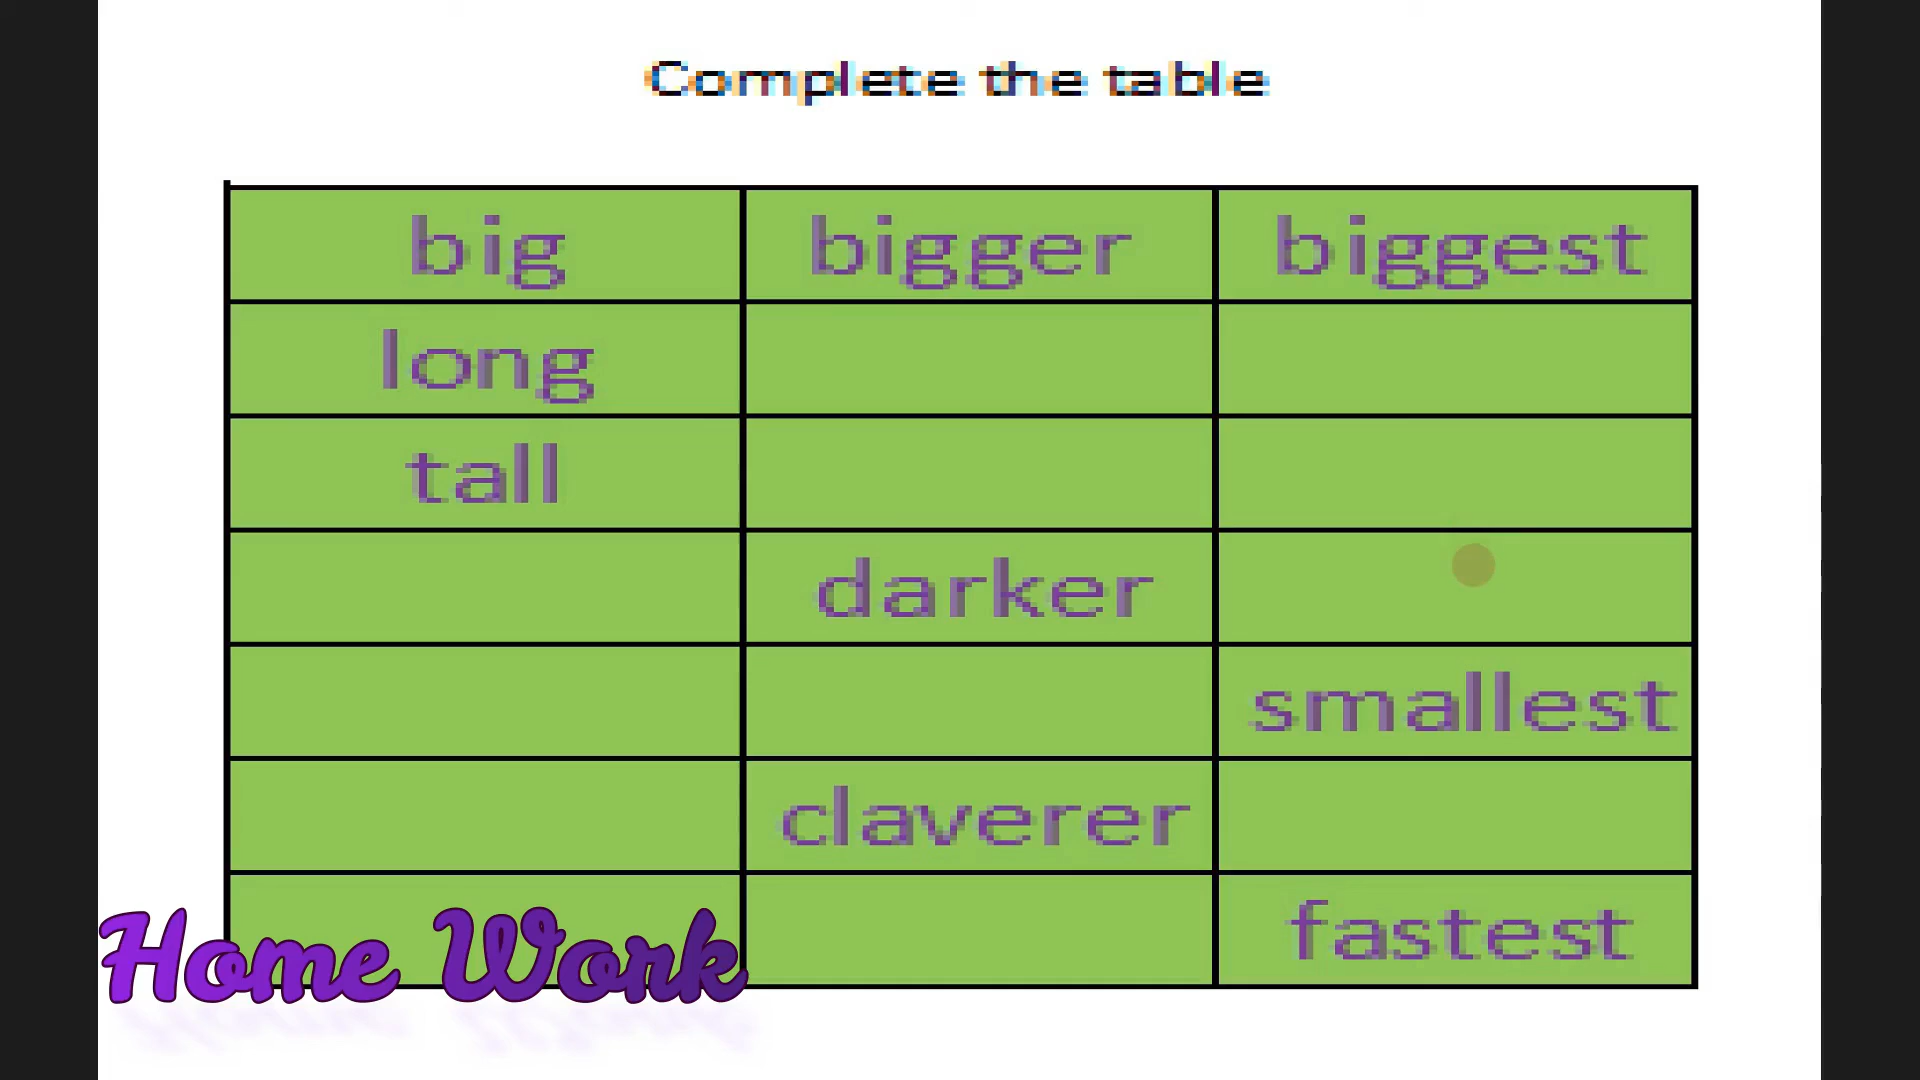 Complete the table
big bigger biggest
long
tall
darker
smallest
claverer
fastest
Home Work